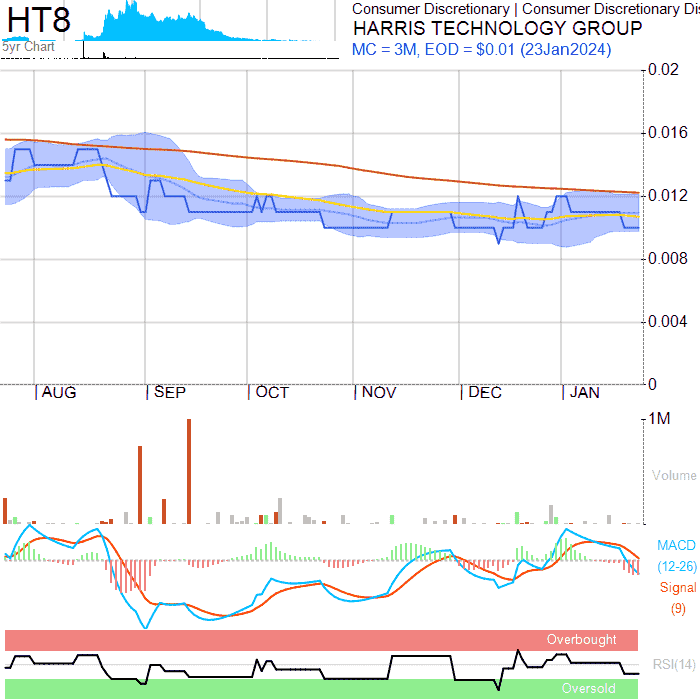 HT8
Consumer Discretionary | Consumer Discretionary Dis
HARRIS TECHNOLOGY GROUP
5yr Chart
MC = 3M, EOD = $0.01 (23Jan2024)
0.02
0.016
0.012
0.008
0.004
0
AUG SEP OCT NOV DEC JAN
1M
Volume
MACD
(12-26)
Signal
(9)
Overbought
RSI(14)
Oversold